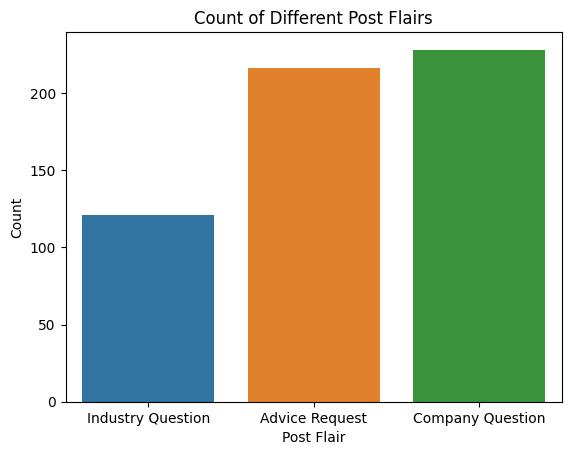 Count of Different Post Flairs
Count
200
150
100
50
0
Industry Question
Advice Request
Company Question
Post Flair